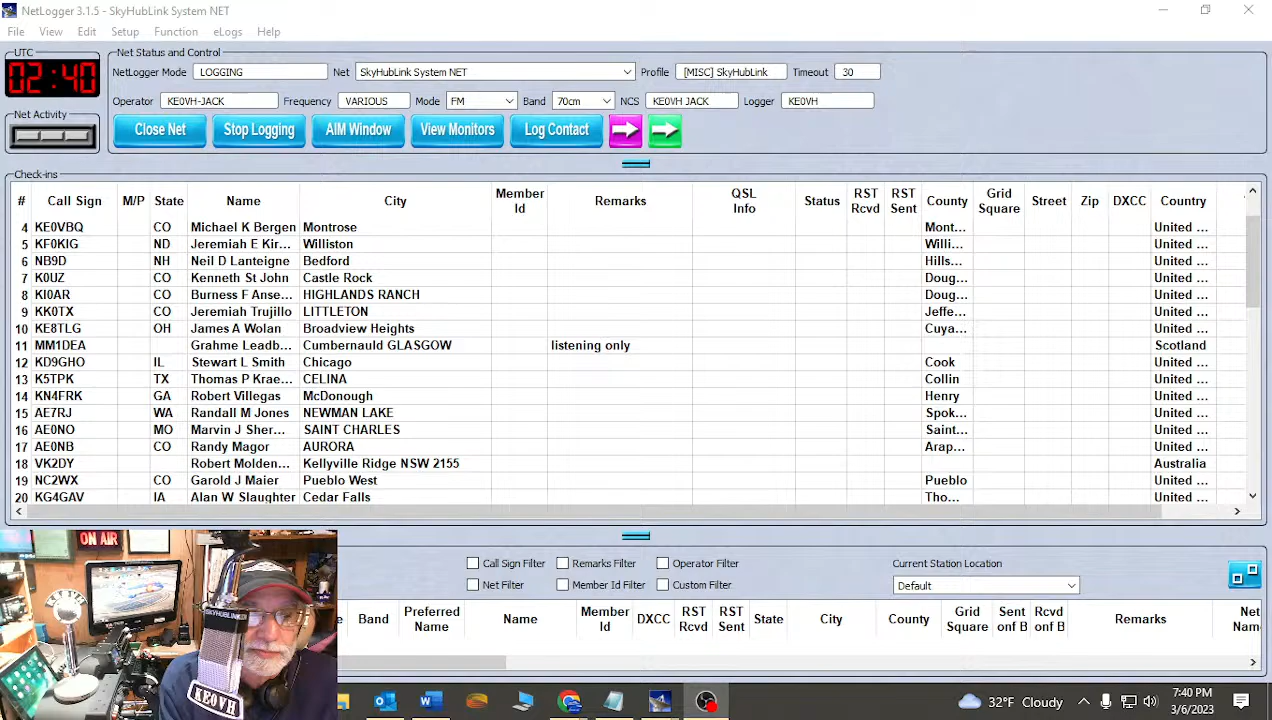 NetLogger 3.1.5 - SkyHubLink System NET
File View Edit Setup Function eLogs Help
UTC
02:40
Net Activity
Net Status and Control
NetLogger Mode LOGGING Net SkyHubLink System NET Profile [MISC] SkyHubLink Timeout 30
Operator KE0VH-JACK Frequency VARIOUS Mode FM Band 70cm NCS KE0VH JACK Logger KE0VH
Close Net Stop Logging AIM Window View Monitors Log Contact
Check-ins
# Call Sign M/P State Name City Member Id Remarks QSL Info Status RST Rcvd RST Sent County Grid Square Street Zip DXCC Country
4 KE0VBQ CO Michael K Bergen Montrose Mont... United ...
5 KF0KIG ND Jeremiah E Kir... Williston Willi... United ...
6 NB9D NH Neil D Lanteigne Bedford Hills... United ...
7 K0UZ CO Kenneth St John Castle Rock Doug... United ...
8 KI0AR CO Burness F Anse... HIGHLANDS RANCH Doug... United ...
9 KK0TX CO Jeremiah Trujillo LITTLETON Jeffe... United ...
10 KE8TLG OH James A Wolan Broadview Heights Cuya... United ...
11 MM1DEA Grahme Leadb... Cumbernauld GLASGOW listening only Scotland
12 KD9GHO IL Stewart L Smith Chicago Cook United ...
13 K5TPK TX Thomas P Krae... CELINA Collin United ...
14 KN4FRK GA Robert Villegas McDonough Henry United ...
15 AE7RJ WA Randall M Jones NEWMAN LAKE Spok... United ...
16 AE0NO MO Marvin J Sher... SAINT CHARLES Saint... United ...
17 AE0NB CO Randy Magor AURORA Arap... United ...
18 VK2DY Robert Molden... Kellyville Ridge NSW 2155 Australia
19 NC2WX CO Garold J Maier Pueblo West Pueblo United ...
20 KG4GAV IA Alan W Slaughter Cedar Falls Tho... United ...
Call Sign Filter Remarks Filter Operator Filter
Net Filter Member Id Filter Custom Filter
Current Station Location
Default
e Band Preferred Name Name Member Id DXCC RST Rcvd RST Sent State City County Grid Square Sent onf B Rcvd onf B Remarks Net Name
ON AIR
SKYHUBLINK
KE0VH
32°F Cloudy
7:40 PM
3/6/2023